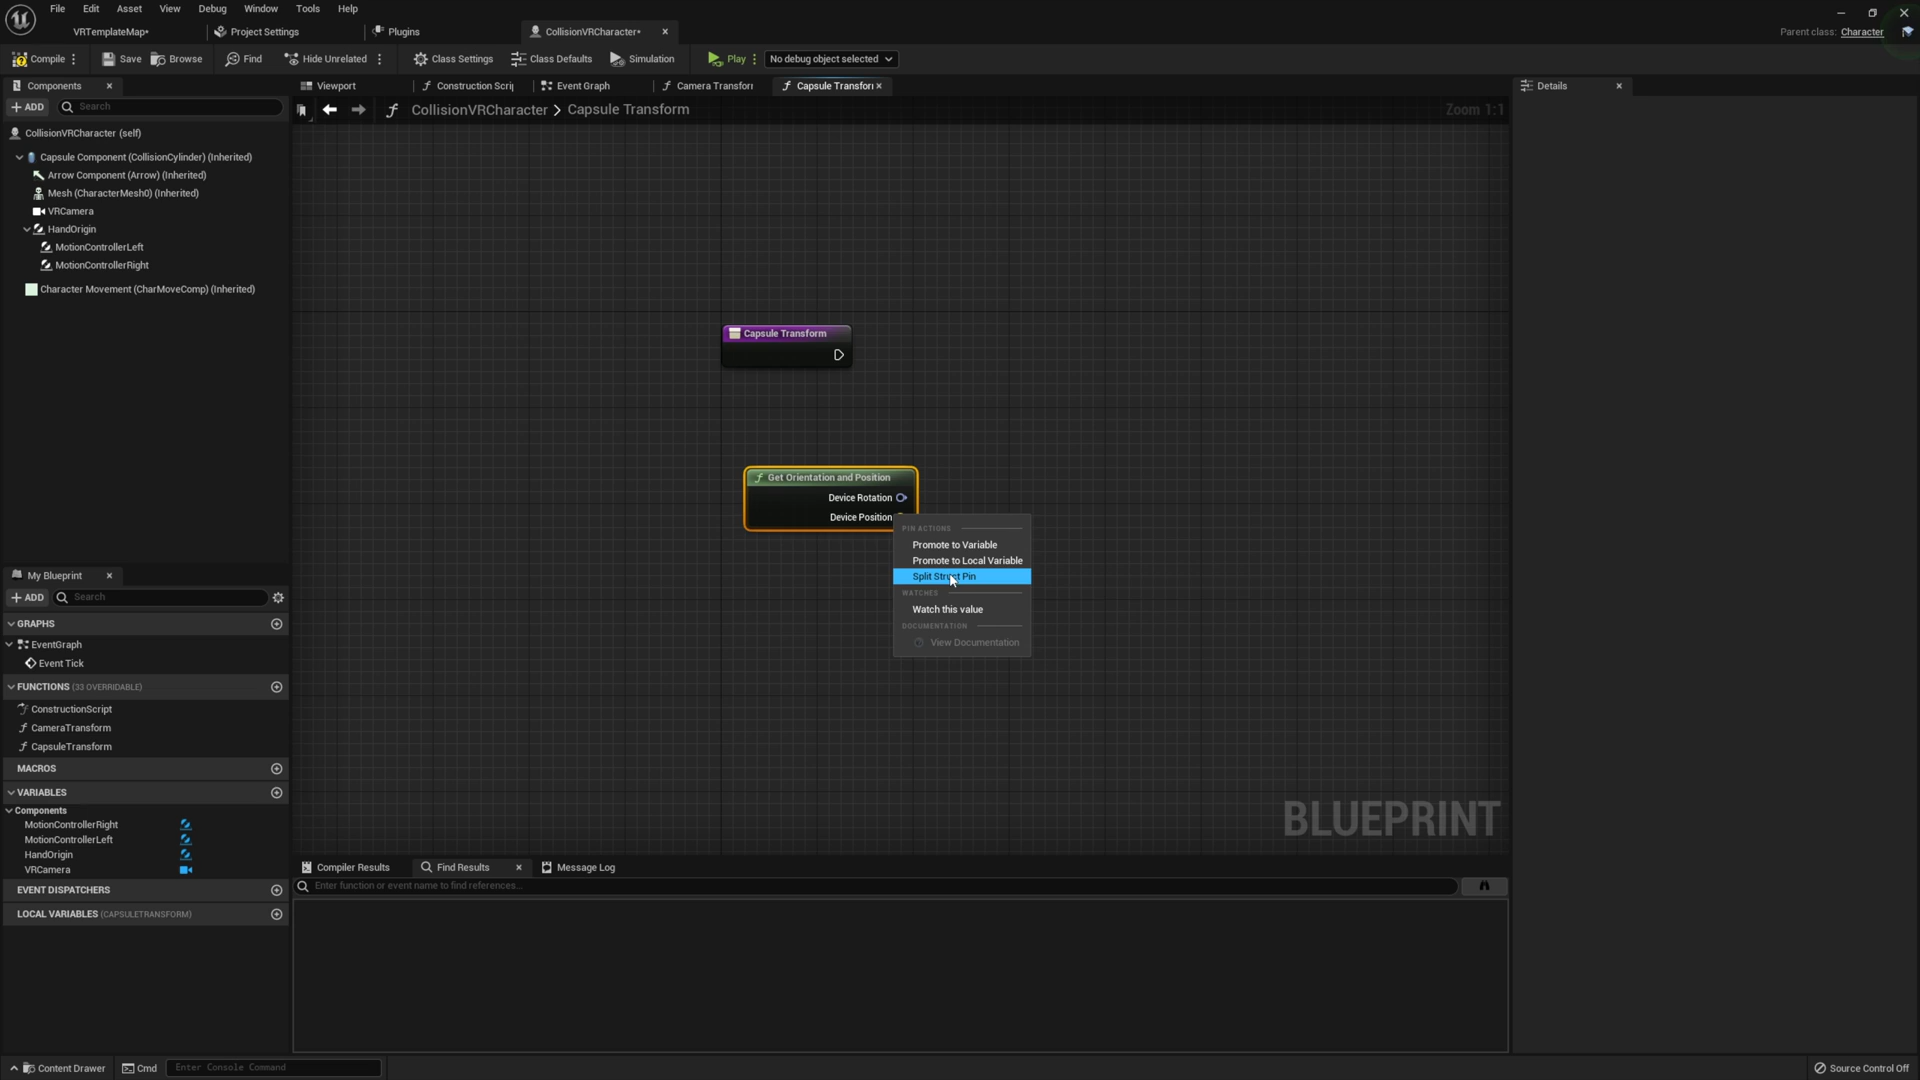 File Edit Asset View Debug Window Tools Help
VRTemplateMap* Project Settings Plugins CollisionVRCharacter*
Parent class: Character
Compile Save Browse Find Hide Unrelated Class Settings Class Defaults Simulation Play No debug object selected
Components
Viewport Construction Scrip Event Graph Camera Transforn Capsule Transforn
Details
ADD Search
CollisionVRCharacter > Capsule Transform
Zoom 1:1
CollisionVRCharacter (self)
Capsule Component (CollisionCylinder) (Inherited)
Arrow Component (Arrow) (Inherited)
Mesh (CharacterMesh0) (Inherited)
VRCamera
HandOrigin
MotionControllerLeft
MotionControllerRight
Character Movement (CharMoveComp) (Inherited)
Capsule Transform
Get Orientation and Position
Device Rotation
Device Position
PIN ACTIONS
Promote to Variable
Promote to Local Variable
Split Struct Pin
WATCHES
Watch this value
DOCUMENTATION
View Documentation
BLUEPRINT
My Blueprint
ADD Search
GRAPHS
EventGraph
Event Tick
FUNCTIONS (33 OVERRIDABLE)
ConstructionScript
CameraTransform
CapsuleTransform
MACROS
VARIABLES
Components
MotionControllerRight
MotionControllerLeft
HandOrigin
VRCamera
EVENT DISPATCHERS
LOCAL VARIABLES (CAPSULETRANSFORM)
Compiler Results Find Results Message Log
Enter function or event name to find references...
Content Drawer Cmd Enter Console Command
Source Control Off